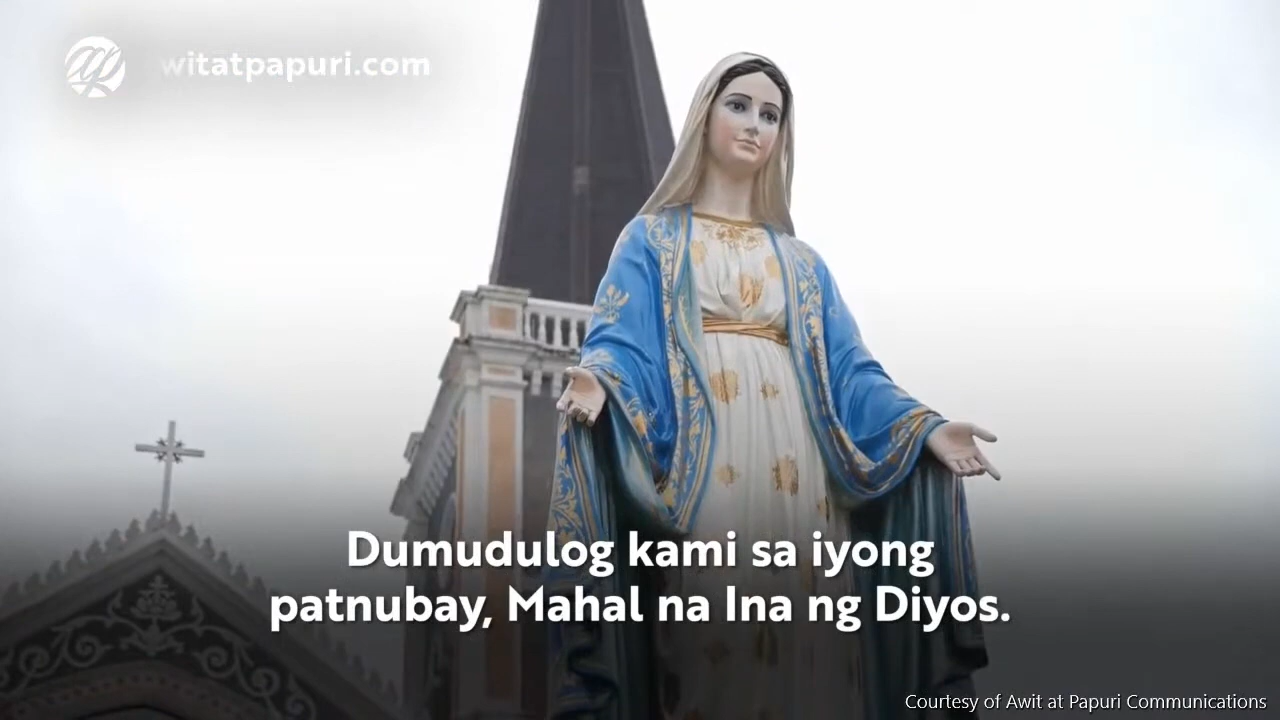 witatpapuri.com
Dumudulog kami sa iyong
patnubay, Mahal na Ina ng Diyos.
Courtesy of Awit at Papuri Communications